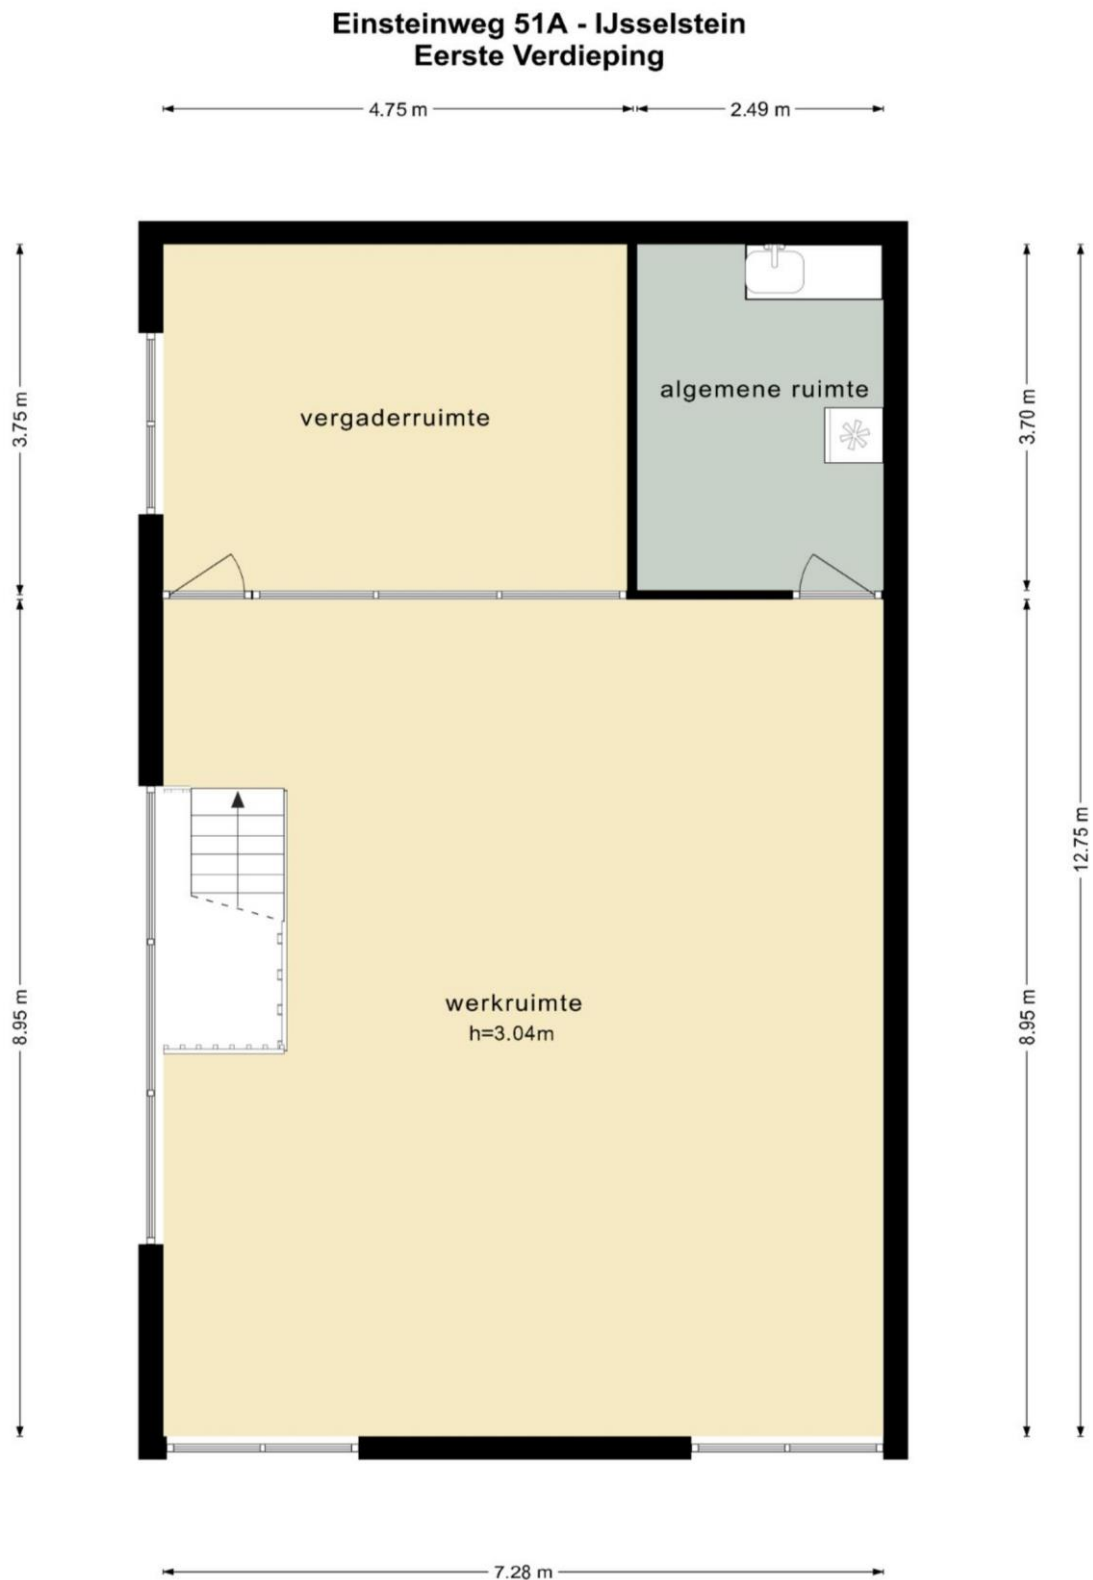 Einsteinweg 51A - IJsselstein
Eerste Verdieping
4.75 m
2.49 m
3.75 m
vergaderruimte
algemene ruimte
3.70 m
12.75 m
8.95 m
werkruimte
h=3.04m
8.95 m
7.28 m